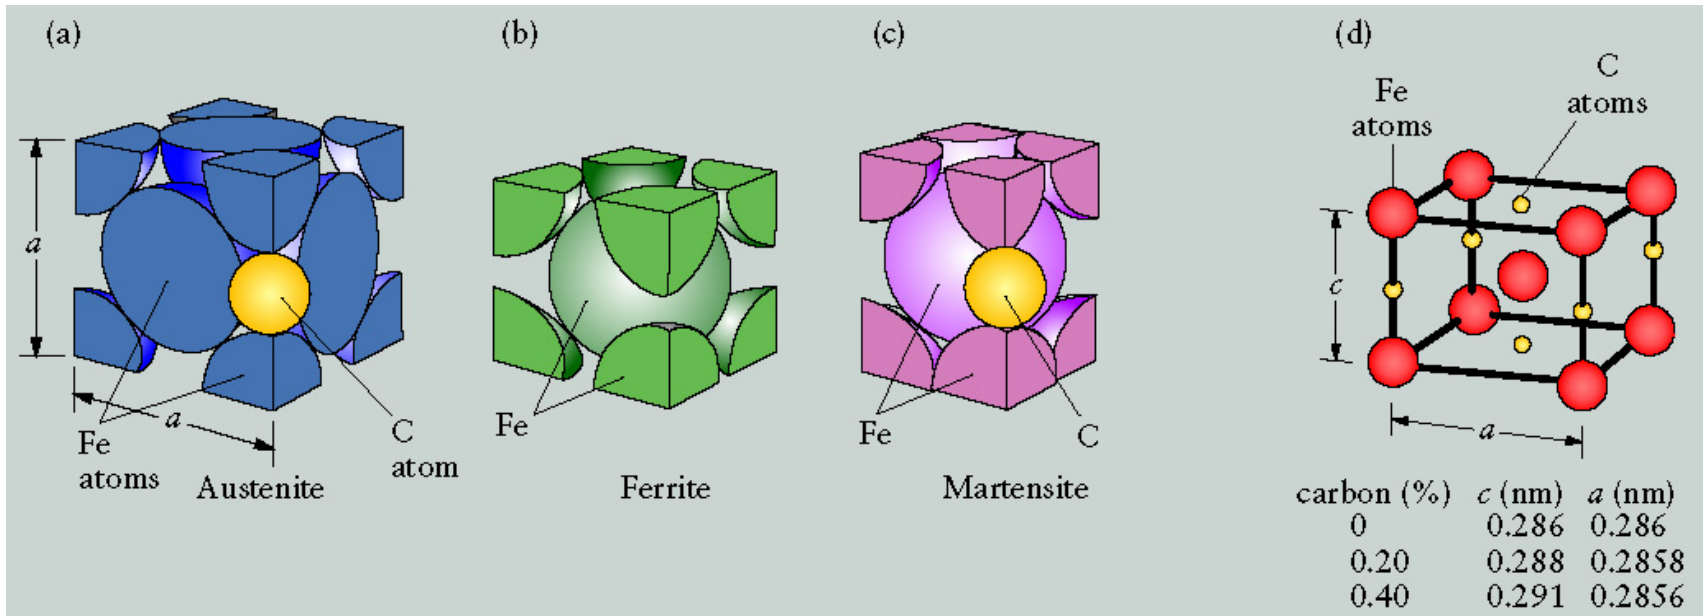 (a)
a
a
Fe
atoms
C
atom
Austenite
(b)
Fe
Ferrite
(c)
Fe
C
Martensite
(d)
Fe
atoms
C
atoms
c
a
carbon (%) c (nm) a (nm)
0 0.286 0.286
0.20 0.288 0.2858
0.40 0.291 0.2856